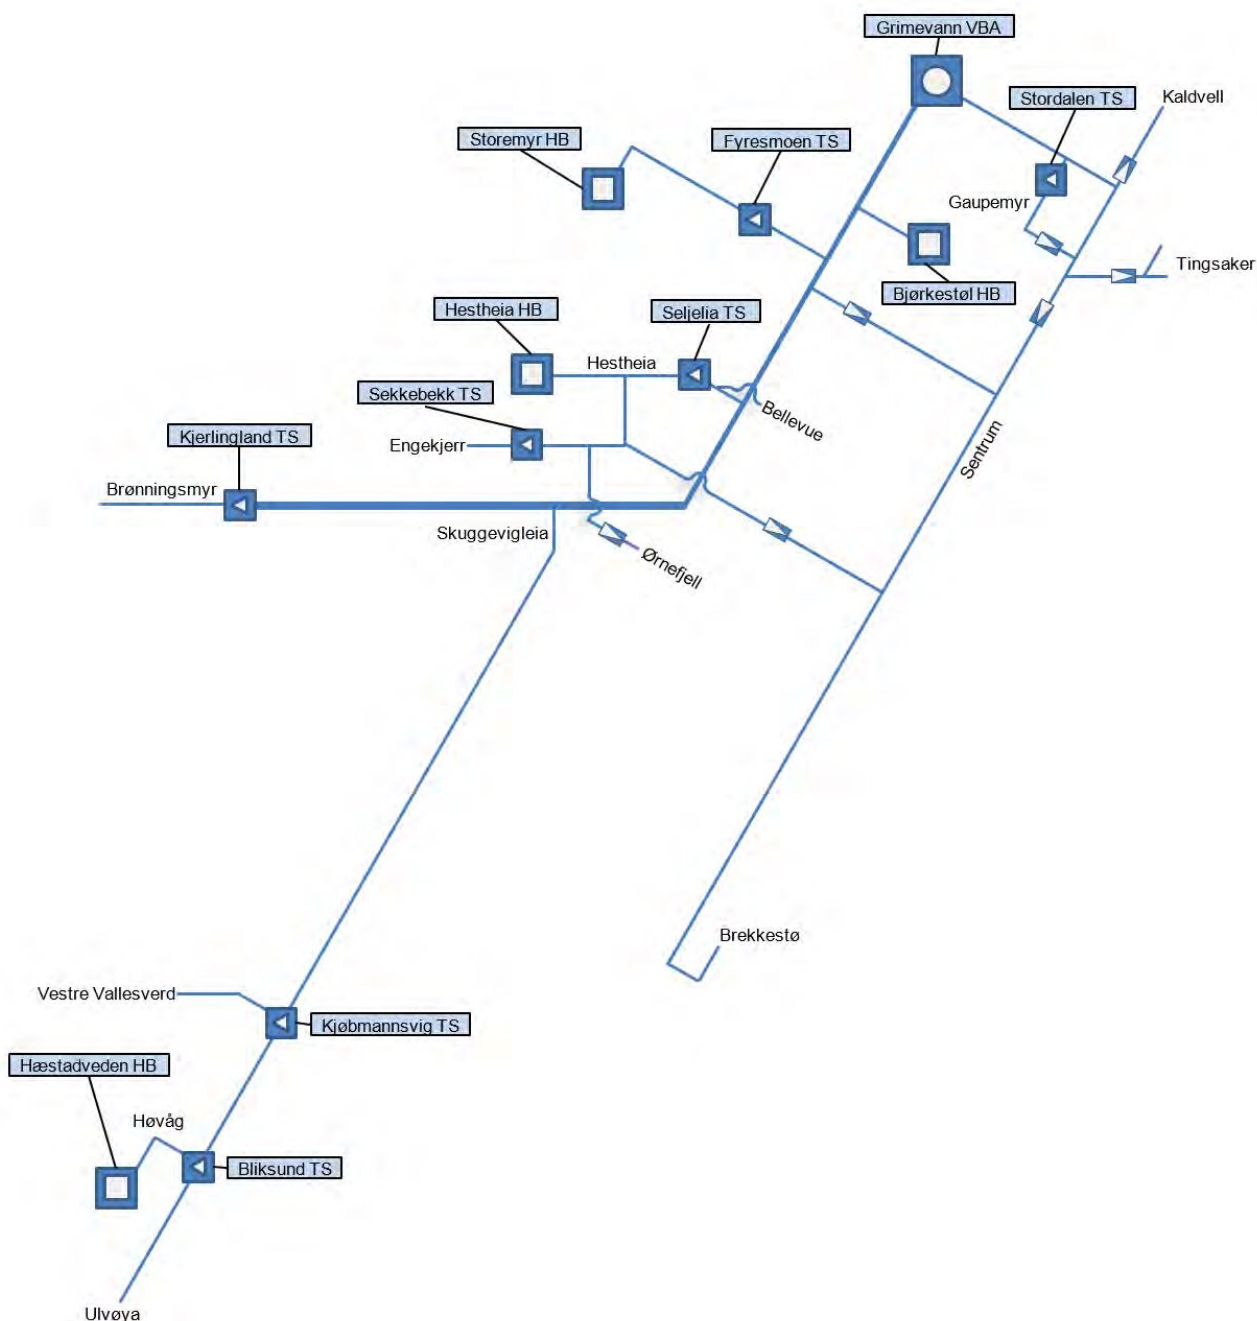 Grimevann VBA
Stordalen TS
Kaldvell
Storemyr HB
Fyresmoen TS
Gaupemyr
Tingsaker
Bjørkestøl HB
Hestheia HB
Seljelia TS
Hestheia
Sekkebekk TS
Bellevue
Kjerlingland TS
Engekjerr
Sentrum
Brønningsmyr
Skuggevigleia
Ørnefjell
Brekkestø
Vestre Vallesverd
Kjøbmannsvig TS
Hæstadveden HB
Høvåg
Bliksund TS
Ulvøya